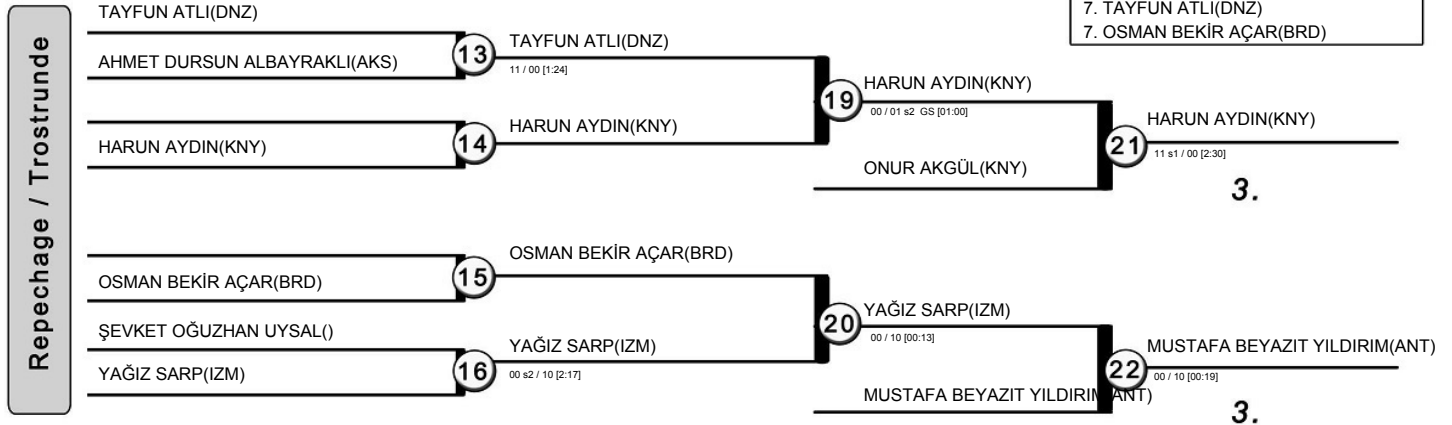 Repechage / Trostrunde
7. TAYFUN ATLI(DNZ)
7. OSMAN BEKİR AÇAR(BRD)
TAYFUN ATLI(DNZ)
AHMET DURSUN ALBAYRAKLI(AKS)
13
TAYFUN ATLI(DNZ)
11 / 00 [1:24]
HARUN AYDIN(KNY)
14
HARUN AYDIN(KNY)
19
HARUN AYDIN(KNY)
00 / 01 s2 GS [01:00]
ONUR AKGÜL(KNY)
21
HARUN AYDIN(KNY)
11 s1 / 00 [2:30]
3.
OSMAN BEKİR AÇAR(BRD)
15
OSMAN BEKİR AÇAR(BRD)
ŞEVKET OĞUZHAN UYSAL()
YAĞIZ SARP(IZM)
16
YAĞIZ SARP(IZM)
00 s2 / 10 [2:17]
20
YAĞIZ SARP(IZM)
00 / 10 [00:13]
MUSTAFA BEYAZIT YILDIRIM(ANT)
22
MUSTAFA BEYAZIT YILDIRIM(ANT)
00 / 10 [00:19]
3.